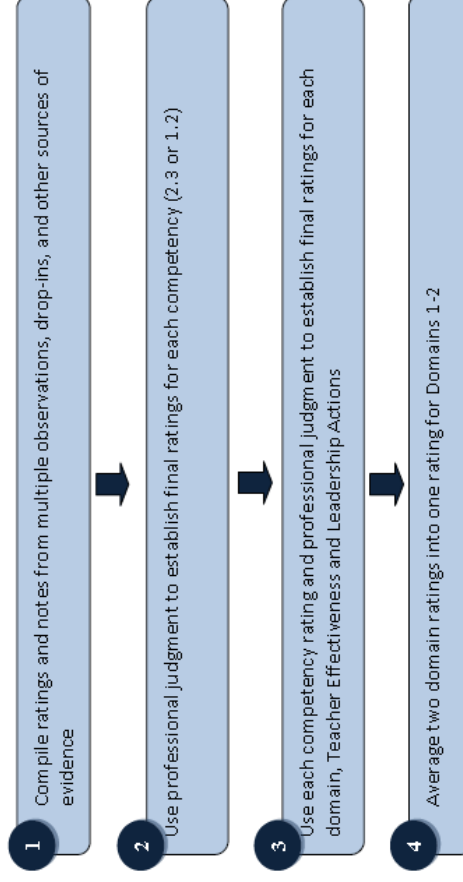 1
Compile ratings and notes from multiple observations, drop-ins, and other sources of
evidence
2
Use professional judgment to establish final ratings for each competency (2.3 or 1.2)
3
Use each competency rating and professional judgment to establish final ratings for each
domain, Teacher Effectiveness and Leadership Actions
4
Average two domain ratings into one rating for Domains 1-2